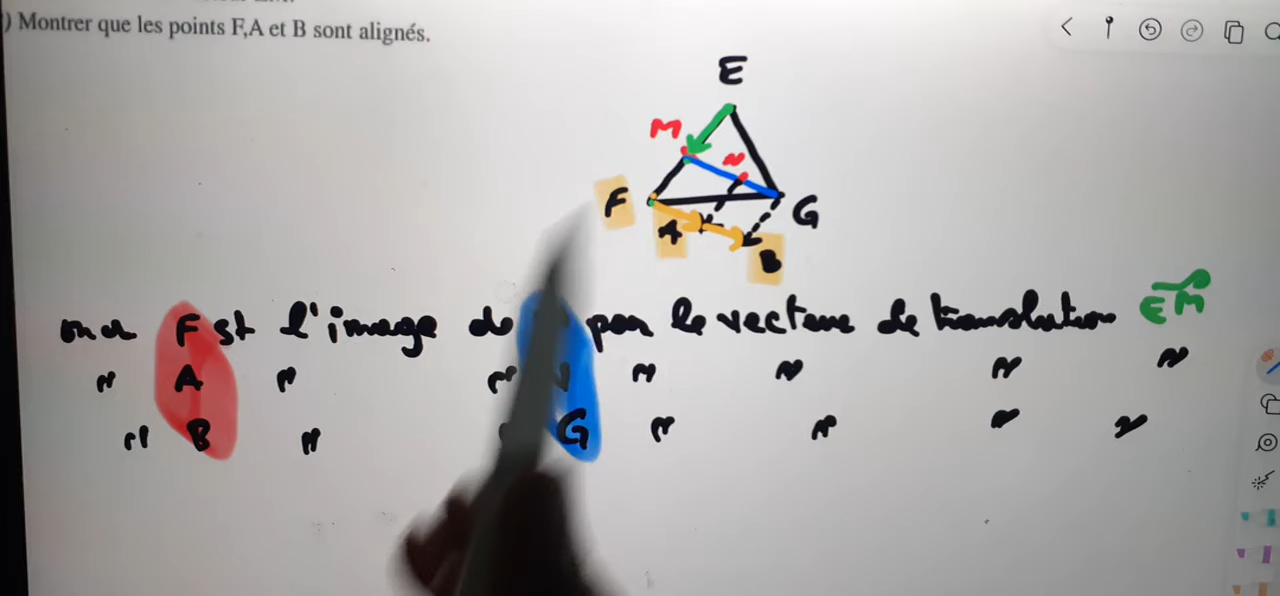 ) Montrer que les points F,A et B sont alignés.
E
M
N
F
G
A
B
on a F est l'image de par le vecteur de translation EM
" A " " N " " " "
" B " G " " " "